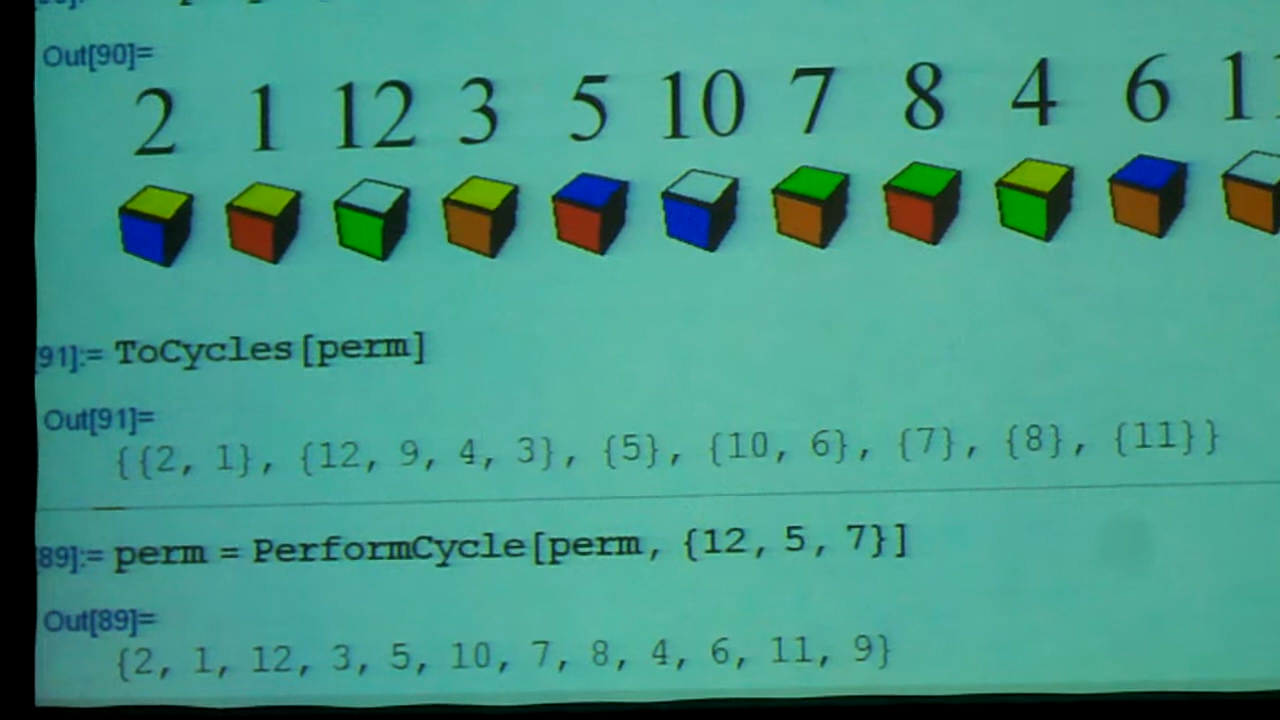 Out[90]=
2 1 12 3 5 10 7 8 4 6
[91]:= ToCycles[perm]
Out[91]=
{{2, 1}, {12, 9, 4, 3}, {5}, {10, 6}, {7}, {8}, {11}}
[89]:= perm = PerformCycle[perm, {12, 5, 7}]
Out[89]=
{2, 1, 12, 3, 5, 10, 7, 8, 4, 6, 11, 9}